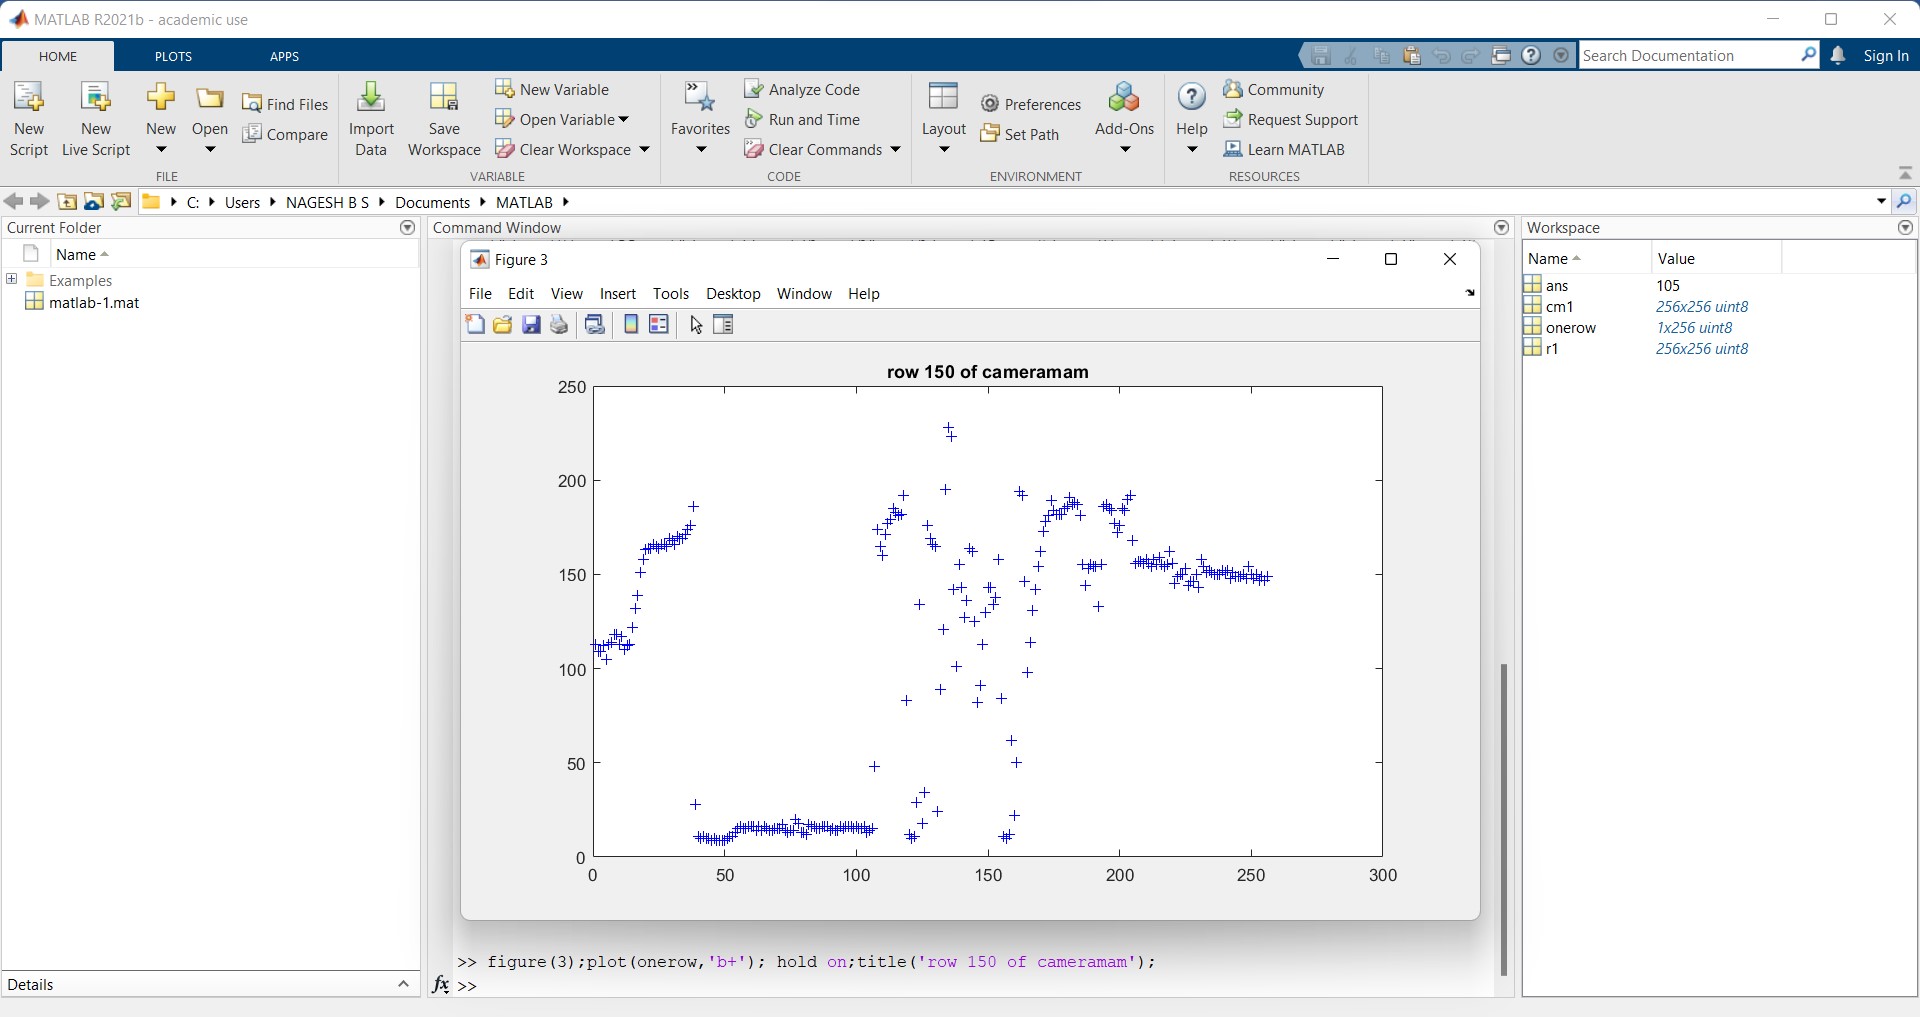 MATLAB R2021b - academic use
HOME PLOTS APPS
Search Documentation
Sign In
New Script
New Live Script
New
Open
Find Files
Compare
FILE
Import Data
Save Workspace
New Variable
Open Variable
Clear Workspace
VARIABLE
Favorites
Analyze Code
Run and Time
Clear Commands
CODE
Layout
Preferences
Set Path
Add-Ons
ENVIRONMENT
Help
Community
Request Support
Learn MATLAB
RESOURCES
C: Users NAGESH B S Documents MATLAB
Current Folder
Name
Examples
matlab-1.mat
Details
Command Window
Figure 3
File Edit View Insert Tools Desktop Window Help
row 150 of cameramam
250
200
150
100
50
0
0 50 100 150 200 250 300
>> figure(3);plot(onerow,'b+'); hold on;title('row 150 of cameramam');
fx >>
Workspace
Name Value
ans 105
cm1 256x256 uint8
onerow 1x256 uint8
r1 256x256 uint8